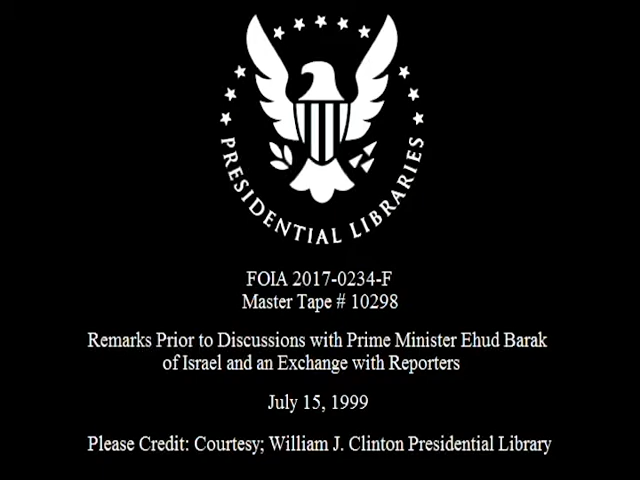 PRESIDENTIAL LIBRARIES
FOIA 2017-0234-F
Master Tape # 10298
Remarks Prior to Discussions with Prime Minister Ehud Barak
of Israel and an Exchange with Reporters
July 15, 1999
Please Credit: Courtesy; William J. Clinton Presidential Library